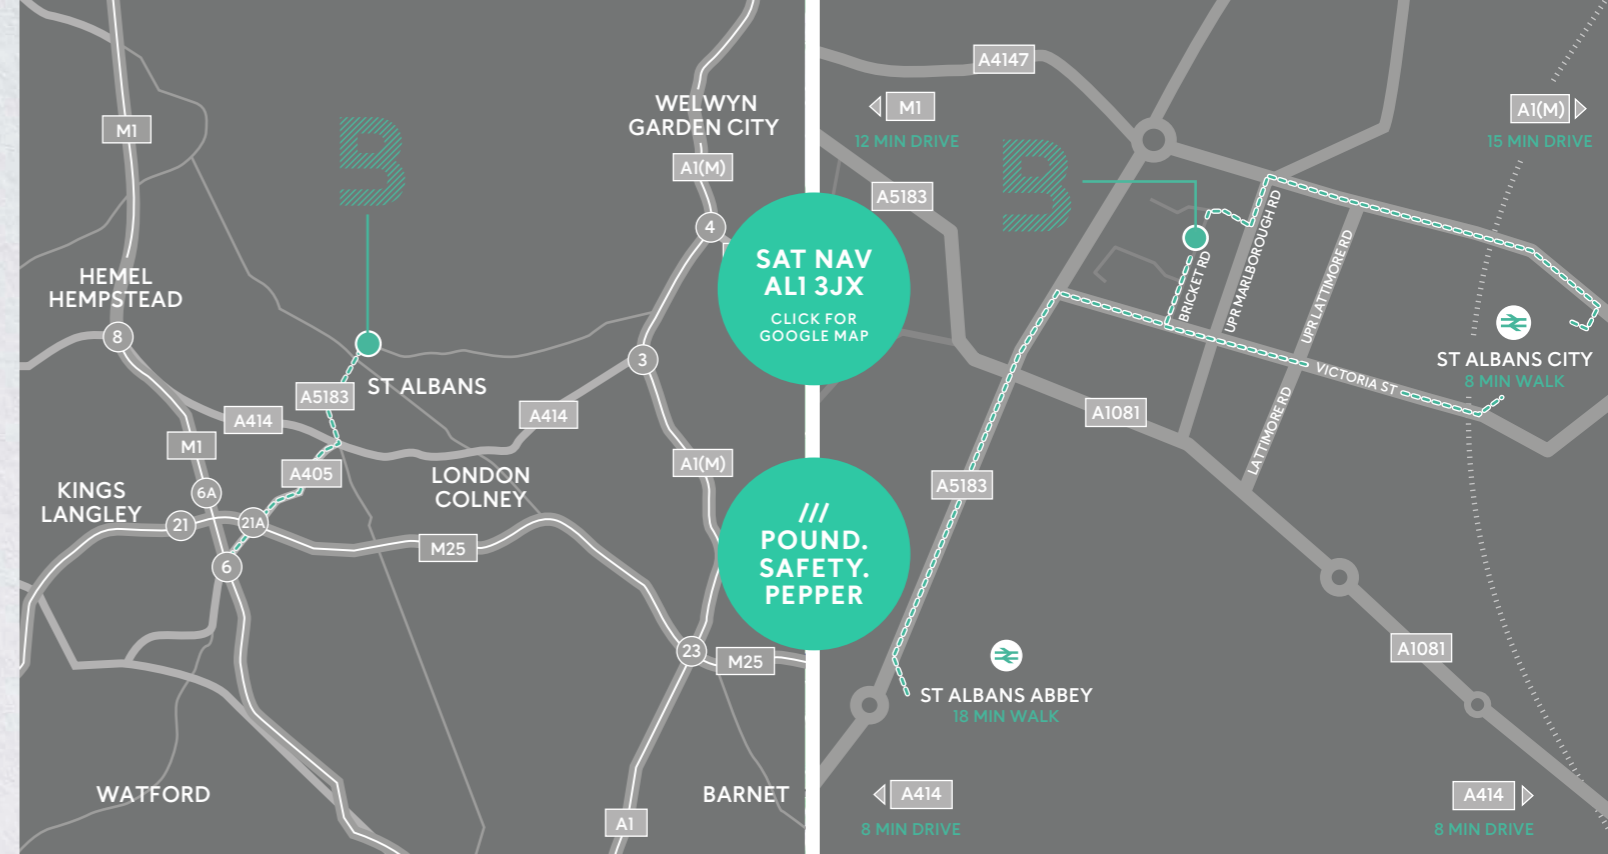 M1
WELWYN
GARDEN CITY
A1(M)
4
HEMEL
HEMPSTEAD
8
3
ST ALBANS
A5183
A414
A414
M1
A405
A1(M)
LONDON
COLNEY
KINGS
LANGLEY
6A
21
21A
M25
6
23
M25
WATFORD
BARNET
A1
B
SAT NAV
AL1 3JX
CLICK FOR
GOOGLE MAP
///
POUND.
SAFETY.
PEPPER
A4147
M1
12 MIN DRIVE
A1(M)
15 MIN DRIVE
B
A5183
BRICKET RD
UPR MARLBOROUGH RD
UPR LATTIMORE RD
ST ALBANS CITY
8 MIN WALK
VICTORIA ST
A1081
LATTIMORE RD
A5183
A1081
ST ALBANS ABBEY
18 MIN WALK
A414
8 MIN DRIVE
A414
8 MIN DRIVE